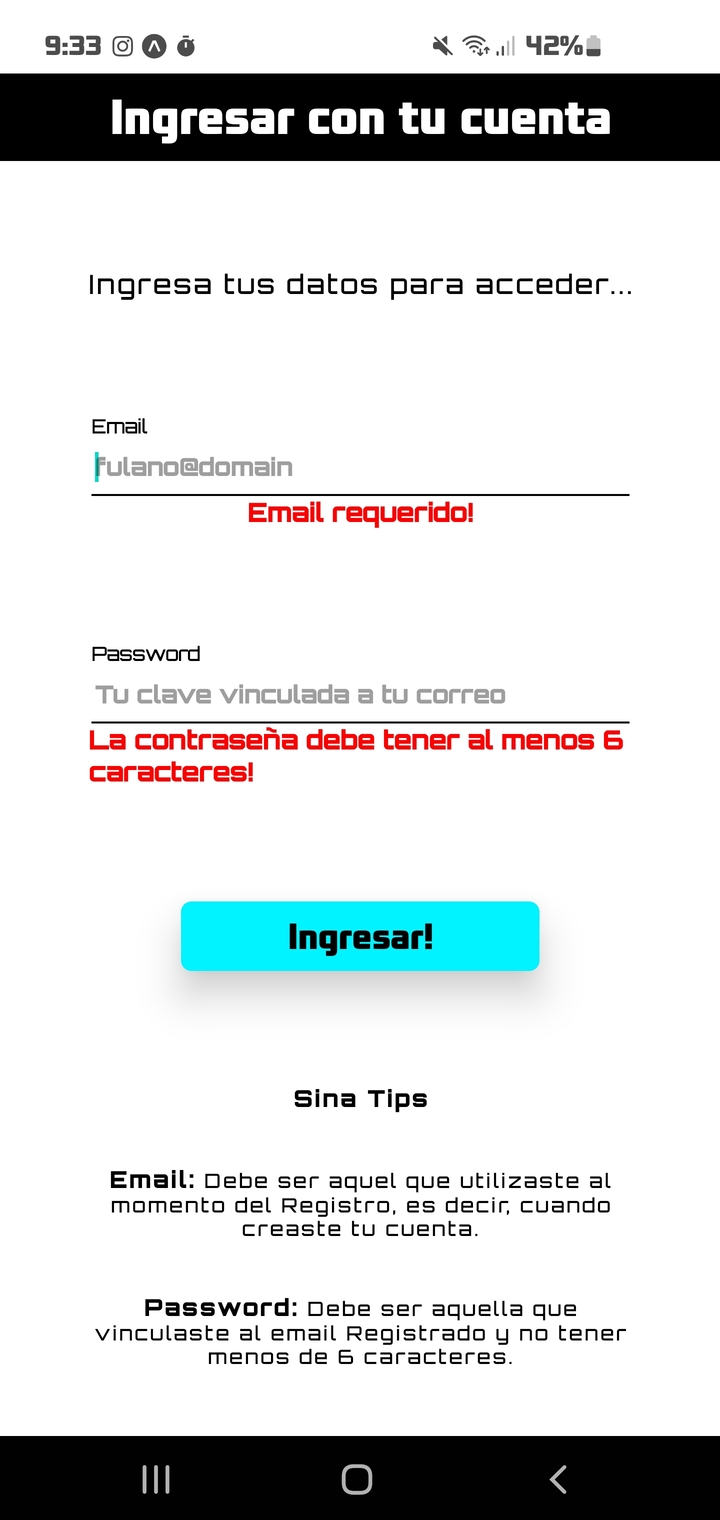 9:33
42%
Ingresar con tu cuenta
Ingresa tus datos para acceder...
Email
fulano@domain
Email requerido!
Password
Tu clave vinculada a tu correo
La contraseña debe tener al menos 6
caracteres!
Ingresar!
Sina Tips
Email: Debe ser aquel que utilizaste al
momento del Registro, es decir, cuando
creaste tu cuenta.
Password: Debe ser aquella que
vinculaste al email Registrado y no tener
menos de 6 caracteres.